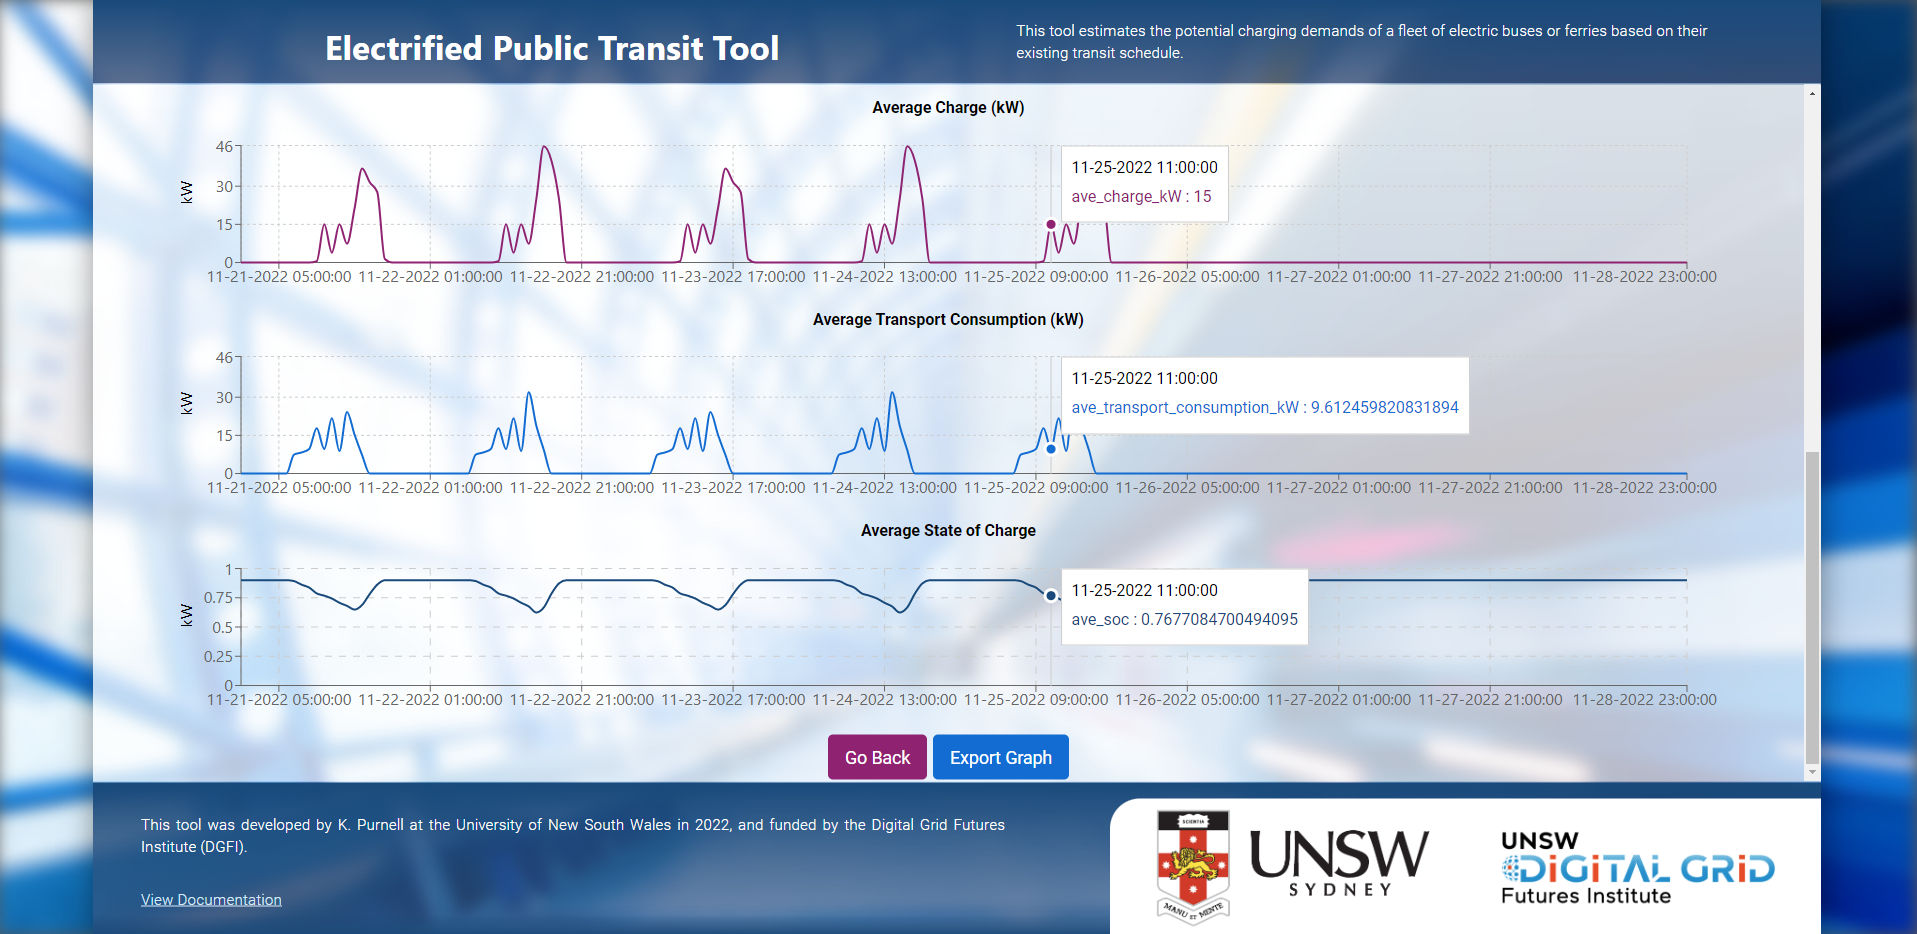 Electrified Public Transit Tool
This tool estimates the potential charging demands of a fleet of electric buses or ferries based on their
existing transit schedule.
Average Charge (kW)
46
30
15
0
kW
11-25-2022 11:00:00
ave_charge_kW : 15
11-21-2022 05:00:00 11-22-2022 01:00:00 11-22-2022 21:00:00 11-23-2022 17:00:00 11-24-2022 13:00:00 11-25-2022 09:00:00 11-26-2022 05:00:00 11-27-2022 01:00:00 11-27-2022 21:00:00 11-28-2022 23:00:00
Average Transport Consumption (kW)
46
30
15
0
kW
11-25-2022 11:00:00
ave_transport_consumption_kW : 9.612459820831894
11-21-2022 05:00:00 11-22-2022 01:00:00 11-22-2022 21:00:00 11-23-2022 17:00:00 11-24-2022 13:00:00 11-25-2022 09:00:00 11-26-2022 05:00:00 11-27-2022 01:00:00 11-27-2022 21:00:00 11-28-2022 23:00:00
Average State of Charge
1
0.75
0.5
0.25
0
kW
11-25-2022 11:00:00
ave_soc : 0.7677084700494095
11-21-2022 05:00:00 11-22-2022 01:00:00 11-22-2022 21:00:00 11-23-2022 17:00:00 11-24-2022 13:00:00 11-25-2022 09:00:00 11-26-2022 05:00:00 11-27-2022 01:00:00 11-27-2022 21:00:00 11-28-2022 23:00:00
Go Back
Export Graph
This tool was developed by K. Purnell at the University of New South Wales in 2022, and funded by the Digital Grid Futures
Institute (DGFI).
View Documentation
SCIENTIA
MANU ET MENTE
UNSW
SYDNEY
UNSW
DIGITAL GRID
Futures Institute